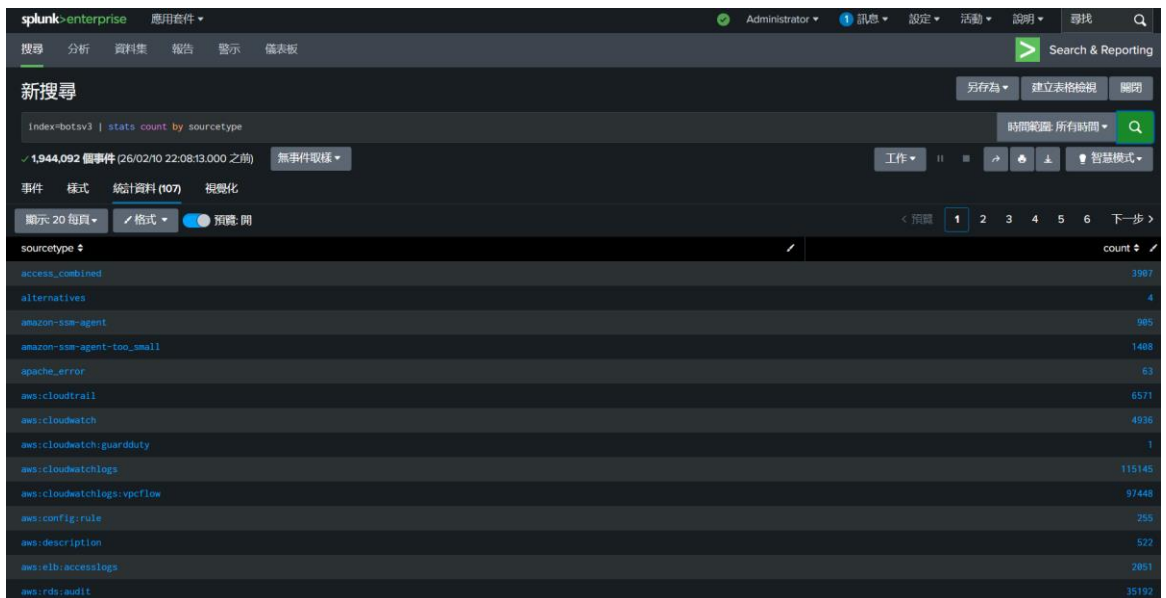 splunk>enterprise 應用套件 Administrator 1 訊息 設定 活動 說明 尋找
搜尋 分析 資料集 報告 警示 儀表板 Search & Reporting
新搜尋 另存為 建立表格檢視 關閉
index=botsv3 | stats count by sourcetype 時間範圍: 所有時間
✓ 1,944,092 個事件 (26/02/10 22:08:13.000 之前) 無事件取樣 工作 智慧模式
事件 樣式 統計資料 (107) 視覺化
顯示: 20 每頁 格式 預覽: 開 < 預覽 1 2 3 4 5 6 下一步 >
sourcetype count
access_combined 3907
alternatives 4
amazon-ssm-agent 905
amazon-ssm-agent-too_small 1408
apache_error 63
aws:cloudtrail 6571
aws:cloudwatch 4936
aws:cloudwatch:guardduty 1
aws:cloudwatchlogs 115145
aws:cloudwatchlogs:vpcflow 97448
aws:config:rule 255
aws:description 522
aws:elb:accesslogs 2051
aws:rds:audit 35192